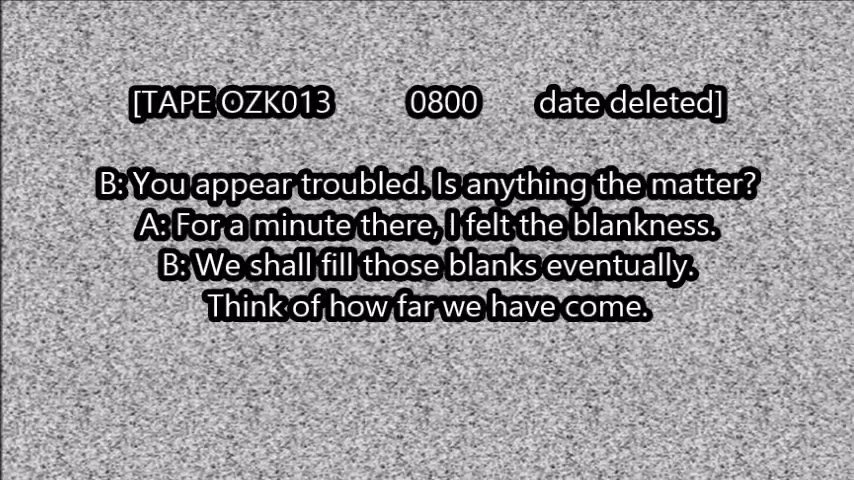 [TAPE OZK013 0800 date deleted]
B: You appear troubled. Is anything the matter?
A: For a minute there, I felt the blankness.
B: We shall fill those blanks eventually.
Think of how far we have come.